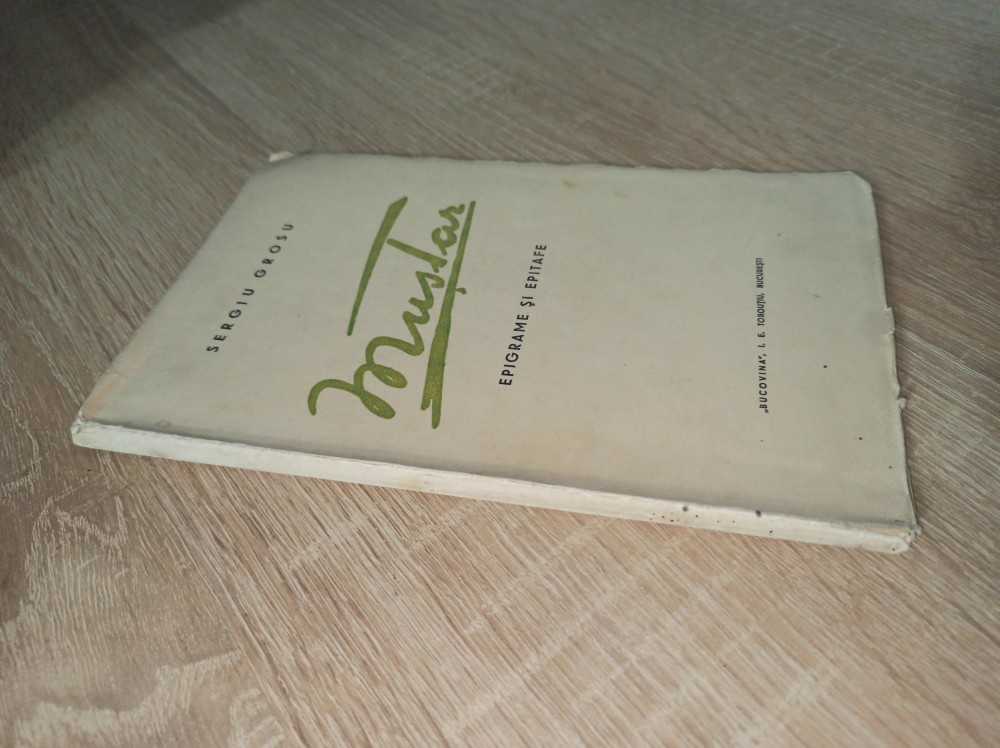 SERGIU GROSU
Muștar
EPIGRAME ȘI EPITAFE
„BUCOVINA", I. E. TOROUȚIU, BUCUREȘTI